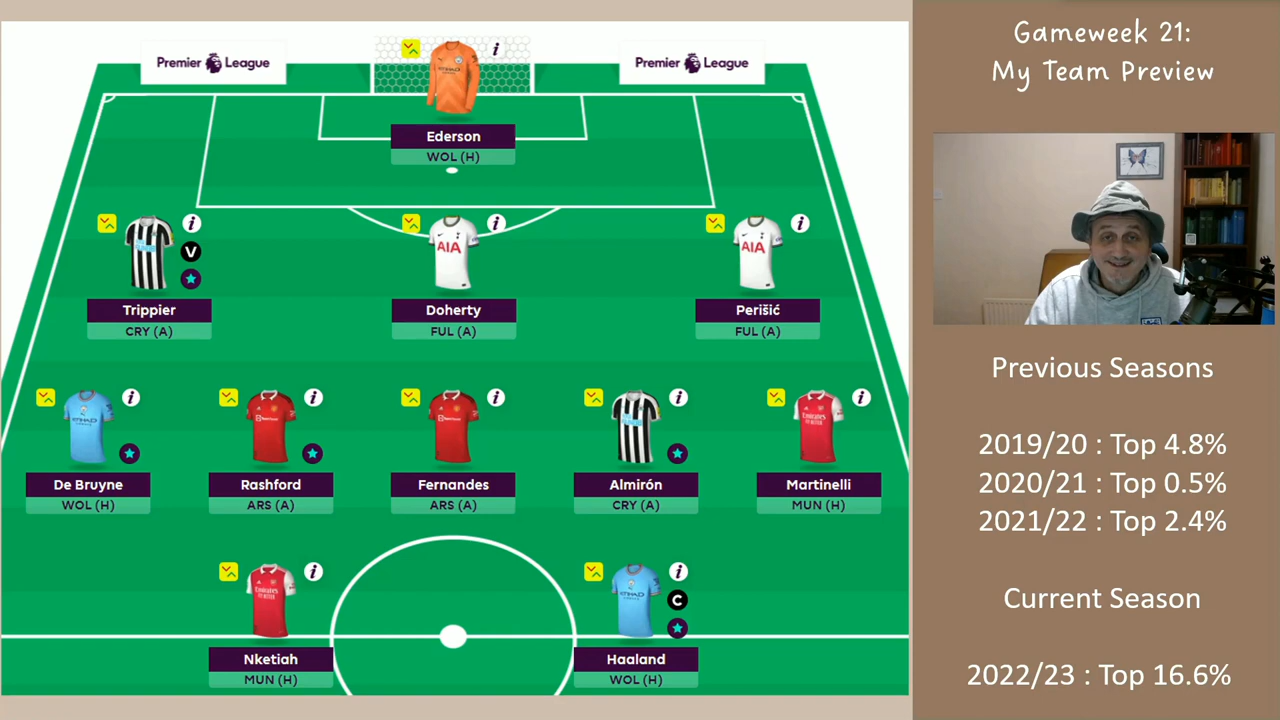 Gameweek 21:
My Team Preview
Premier League
Premier League
Ederson
WOL (H)
i
i
V
i
i
AIA
AIA
Trippier
CRY (A)
Doherty
FUL (A)
Perišić
FUL (A)
i
i
i
i
i
De Bruyne
WOL (H)
Rashford
ARS (A)
Fernandes
ARS (A)
Almirón
CRY (A)
Martinelli
MUN (H)
i
i
C
Nketiah
MUN (H)
Haaland
WOL (H)
Previous Seasons
2019/20 : Top 4.8%
2020/21 : Top 0.5%
2021/22 : Top 2.4%
Current Season
2022/23 : Top 16.6%